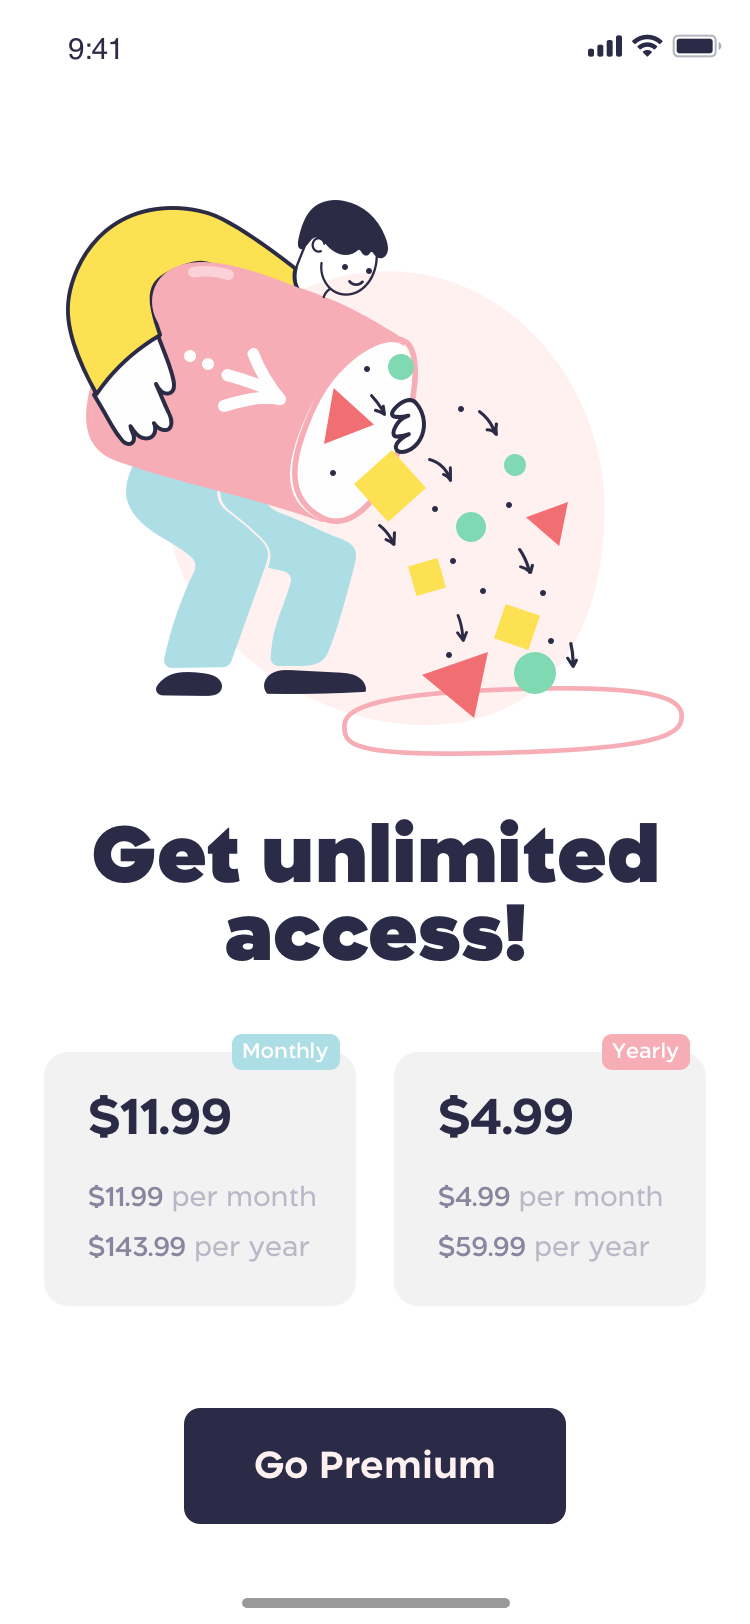 9:41
Get unlimited
access!
Monthly
$11.99
$11.99 per month
$143.99 per year
Yearly
$4.99
$4.99 per month
$59.99 per year
Go Premium